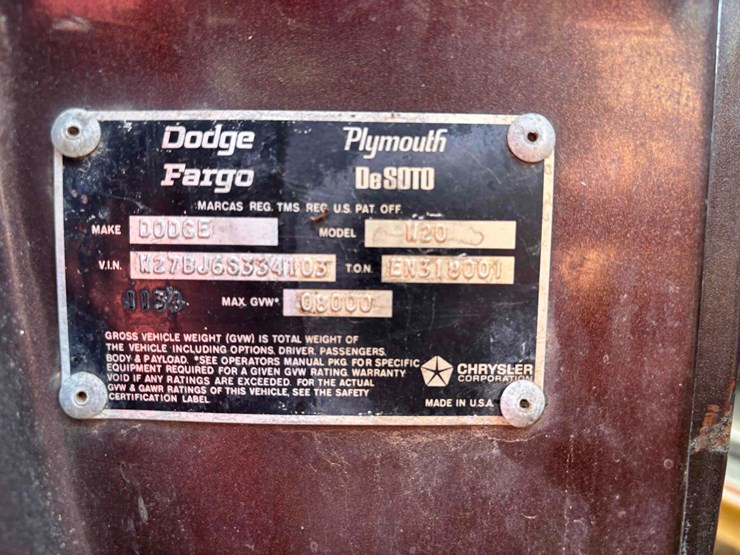 Dodge Plymouth
Fargo DeSOTO
MARCAS REG. TMS REG U.S. PAT. OFF.
MAKE DODGE MODEL W20
V.I.N. W27BJ6S334103 T.O.N. EN318001
MAX. GVW* 08000
GROSS VEHICLE WEIGHT (GVW) IS TOTAL WEIGHT OF
THE VEHICLE INCLUDING OPTIONS, DRIVER, PASSENGERS,
BODY & PAYLOAD. *SEE OPERATORS MANUAL PKG FOR SPECIFIC
EQUIPMENT REQUIRED FOR A GIVEN GVW RATING. WARRANTY
VOID IF ANY RATINGS ARE EXCEEDED. FOR THE ACTUAL
GVW & GAWR RATINGS OF THIS VEHICLE, SEE THE SAFETY
CERTIFICATION LABEL.
CHRYSLER
CORPORATION
MADE IN U.S.A.